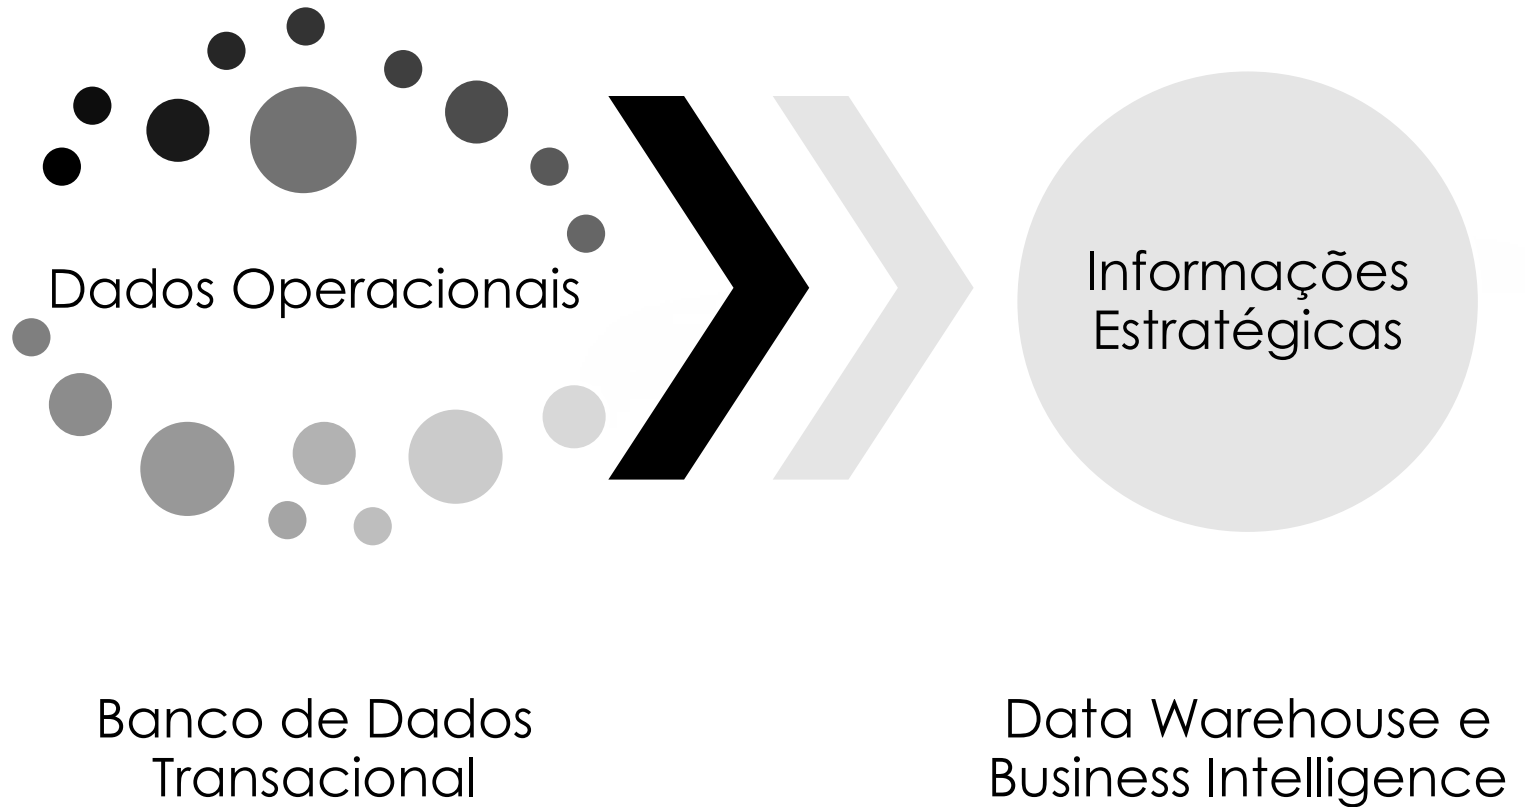 Dados Operacionais
Informações
Estratégicas
Banco de Dados
Transacional
Data Warehouse e
Business Intelligence